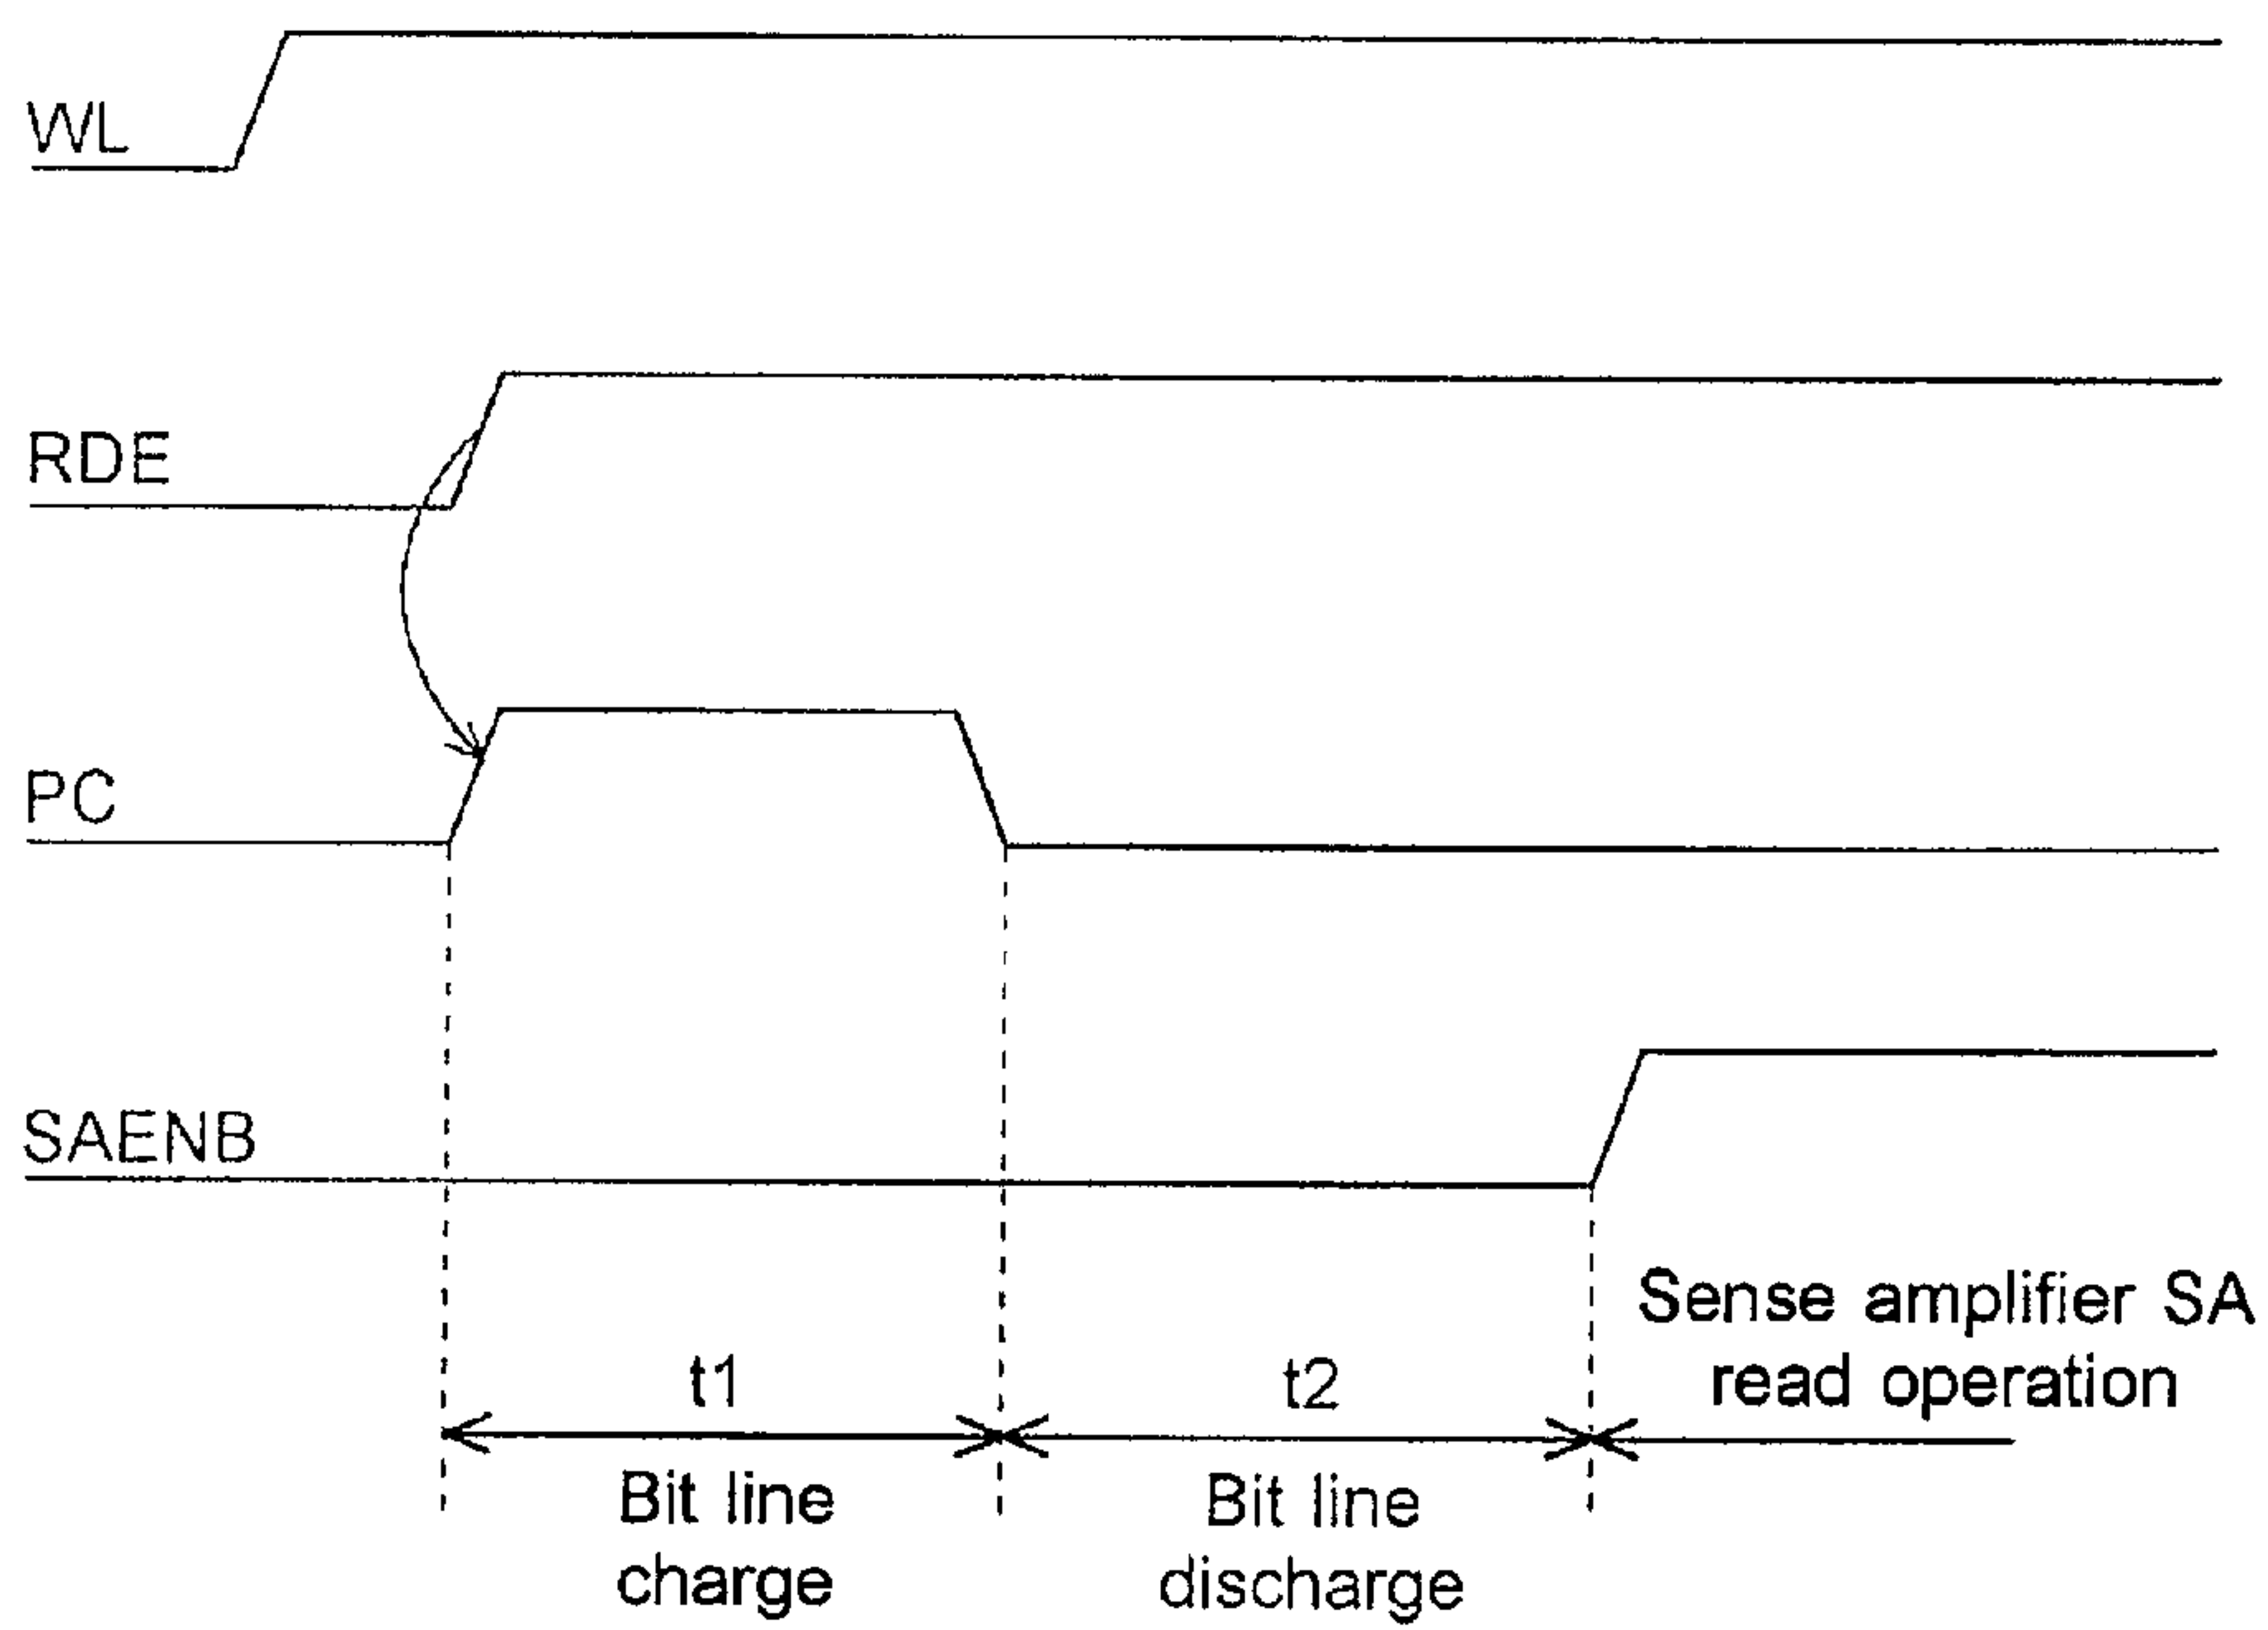 WL
RDE
PC
SAENB
Sense amplifier SA
read operation
t1
t2
Bit line
charge
Bit line
discharge